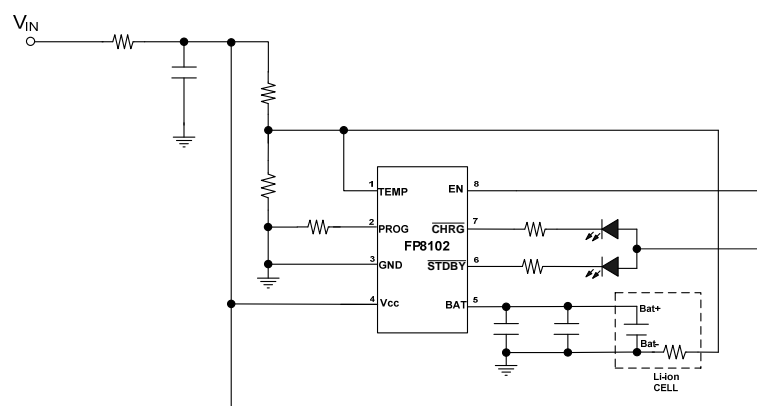 VIN
1 TEMP EN 8
2 PROG CHRG 7
FP8102
3 GND STDBY 6
4 Vcc BAT 5
Bat+
Bat-
Li-ion
CELL